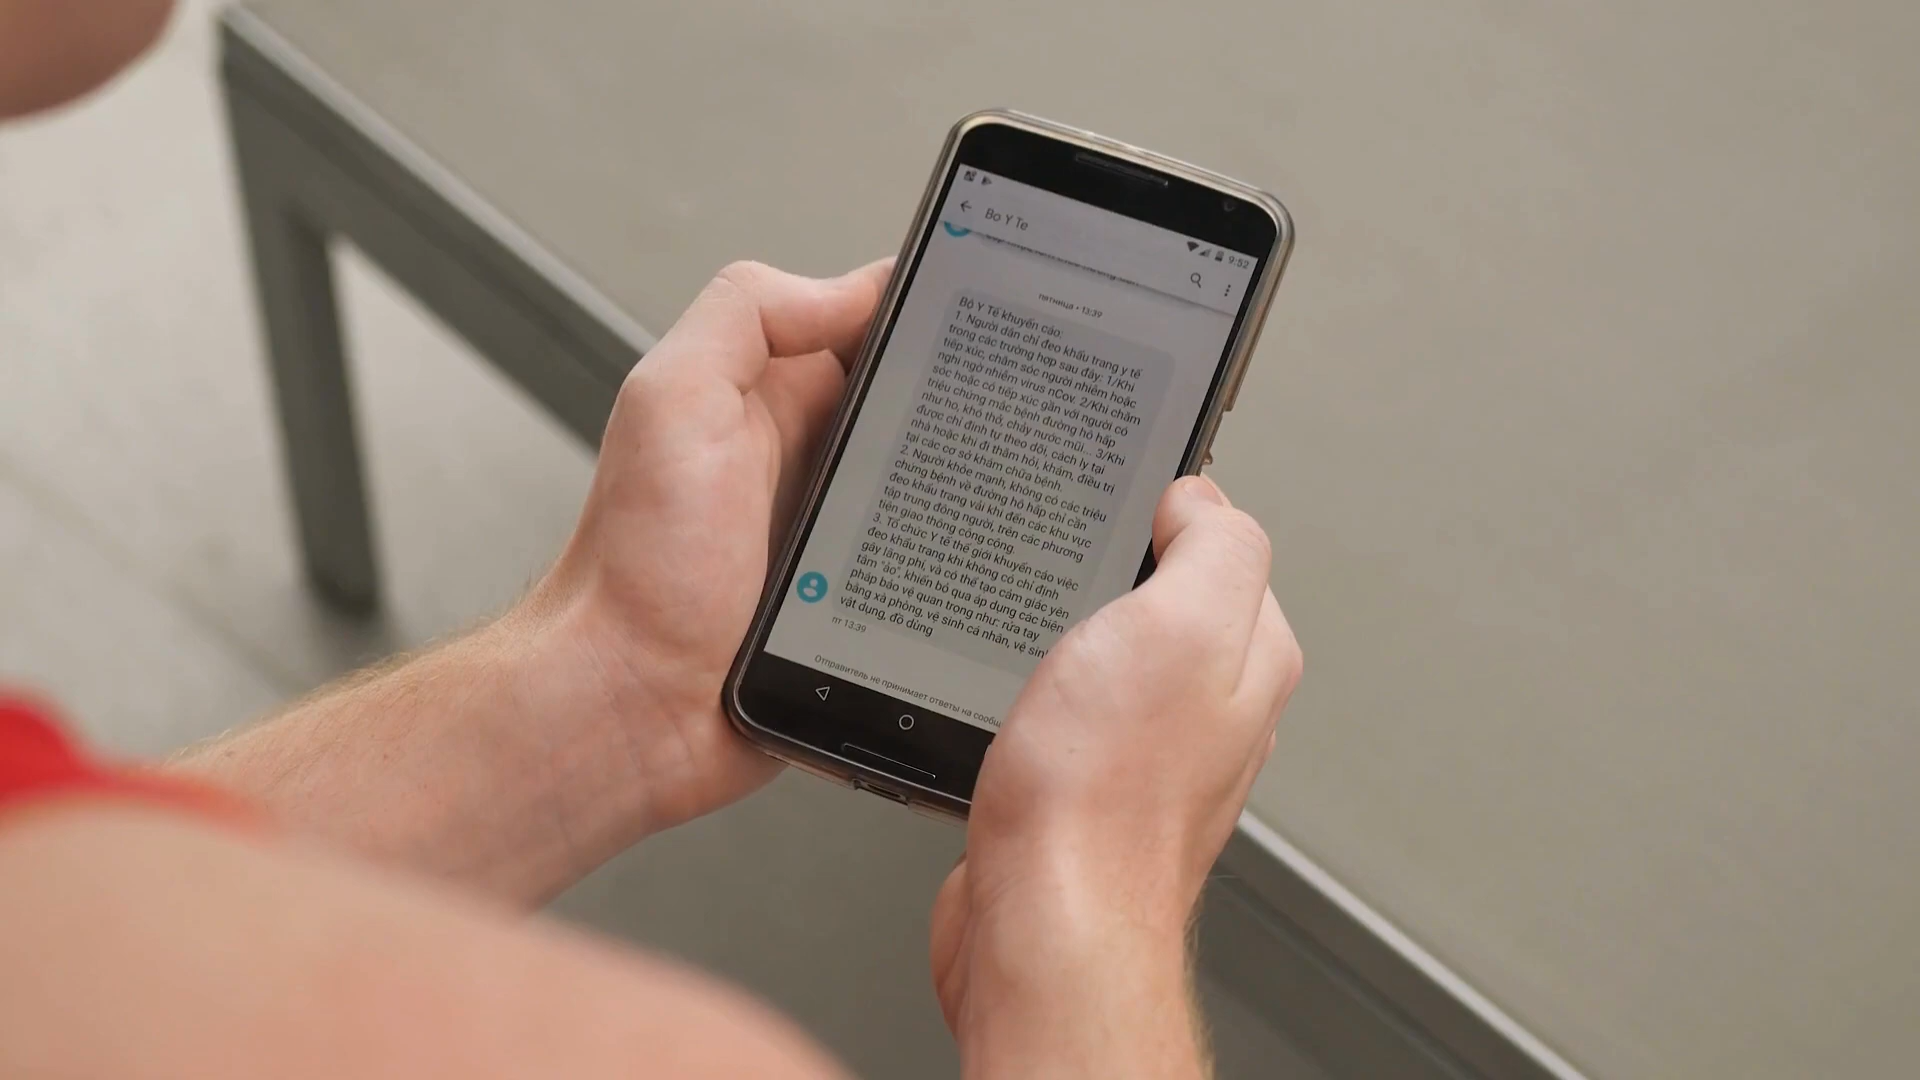 9:52
Bo Y Te
пятница • 13:39
Bộ Y Tế khuyến cáo:
1. Người dân chỉ đeo khẩu trang y tế
trong các trường hợp sau đây: 1/Khi
tiếp xúc, chăm sóc người nhiễm hoặc
nghi ngờ nhiễm virus nCov. 2/Khi chăm
sóc hoặc có tiếp xúc gần với người có
triệu chứng mắc bệnh đường hô hấp
như ho, khó thở, chảy nước mũi... 3/Khi
được chỉ định tự theo dõi, cách ly tại
nhà hoặc khi đi thăm hỏi, khám, điều trị
tại các cơ sở khám chữa bệnh.
2. Người khỏe mạnh, không có các triệu
chứng bệnh về đường hô hấp chỉ cần
đeo khẩu trang vải khi đến các khu vực
tập trung đông người, trên các phương
tiện giao thông công cộng.
3. Tổ chức Y tế thế giới khuyến cáo việc
đeo khẩu trang khi không có chỉ định
gây lãng phí, và có thể tạo cảm giác yên
tâm "ảo", khiến bỏ qua áp dụng các biện
pháp bảo vệ quan trọng như: rửa tay
bằng xà phòng, vệ sinh cá nhân, vệ sinh
vật dụng, đồ dùng
пт 13:39
Отправитель не принимает ответы на сообщ